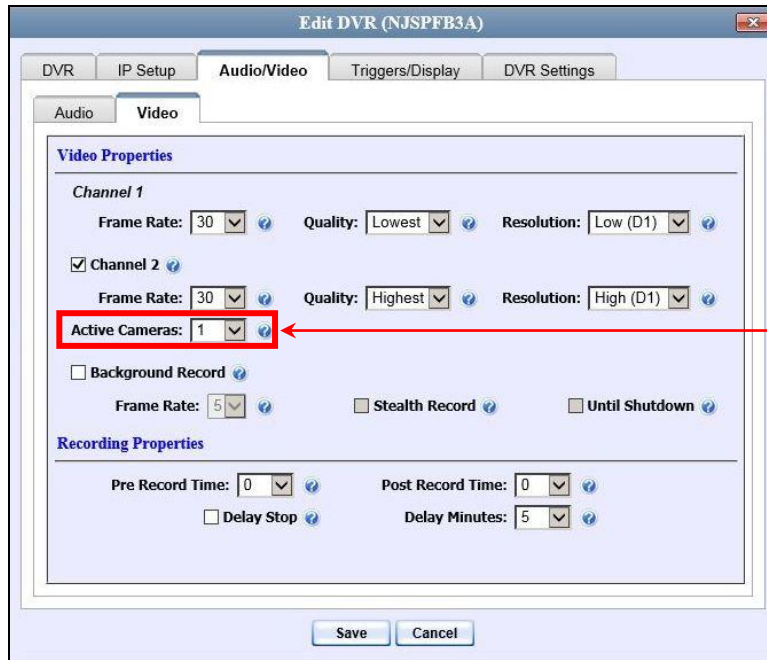 Edit DVR (NJSPFB3A)
DVR IP Setup Audio/Video Triggers/Display DVR Settings
Audio Video
Video Properties
Channel 1
Frame Rate: 30 Quality: Lowest Resolution: Low (D1)
Channel 2
Frame Rate: 30 Quality: Highest Resolution: High (D1)
Active Cameras: 1
Background Record
Frame Rate: 5 Stealth Record Until Shutdown
Recording Properties
Pre Record Time: 0 Post Record Time: 0
Delay Stop Delay Minutes: 5
Save Cancel